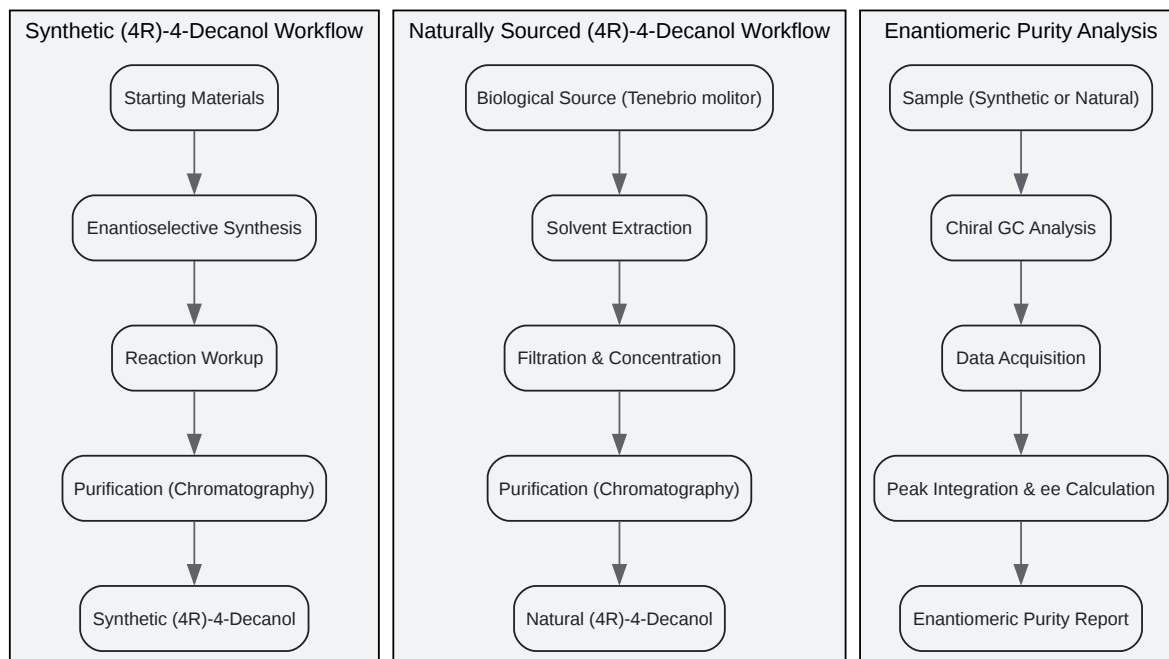 Synthetic (4R)-4-Decanol Workflow
Starting Materials
Enantioselective Synthesis
Reaction Workup
Purification (Chromatography)
Synthetic (4R)-4-Decanol
Naturally Sourced (4R)-4-Decanol Workflow
Biological Source (Tenebrio molitor)
Solvent Extraction
Filtration & Concentration
Purification (Chromatography)
Natural (4R)-4-Decanol
Enantiomeric Purity Analysis
Sample (Synthetic or Natural)
Chiral GC Analysis
Data Acquisition
Peak Integration & ee Calculation
Enantiomeric Purity Report